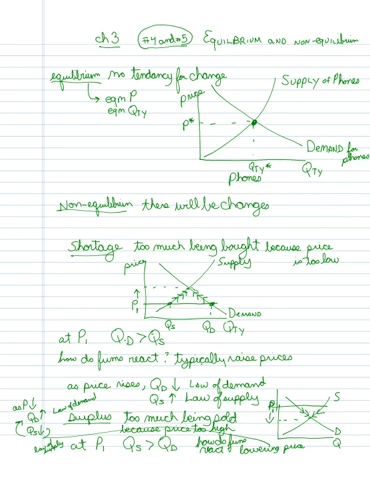 ch 3 #4 and #5 EQUILBRIUM AND non-equilibrium
equilibrium no tendency for change
→ eqm P
eqm QTY
price
Supply of Phones
P*
DEMAND for phones
QTY*
QTY
Phones
Non-equilibrium there will be changes
Shortage too much being bought because price is too low
price
Supply
P1
QS QD QTY
DEMAND
at P1 QD > QS
how do firms react? typically raise prices
as price rises, QD ↓ Law of demand
QS ↑ Law of supply
as P ↓
QD ↑ Law of demand
QS ↓
Surplus too much being sold
because price too high
at P1 QS > QD
how do firms
react lowering price
P1
S
D
Q